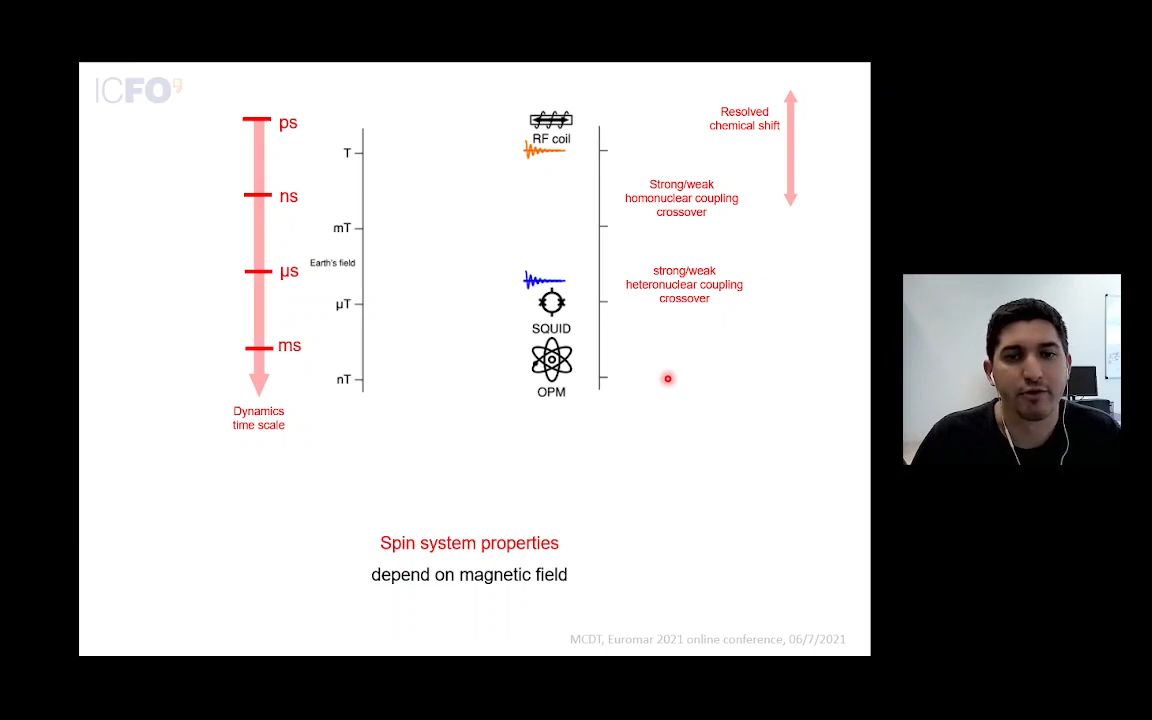 ICFO
ps
ns
µs
ms
Dynamics
time scale
T
mT
Earth's field
µT
nT
RF coil
SQUID
OPM
Resolved
chemical shift
Strong/weak
homonuclear coupling
crossover
strong/weak
heteronuclear coupling
crossover
Spin system properties
depend on magnetic field
MCDT, Euromar 2021 online conference, 06/7/2021